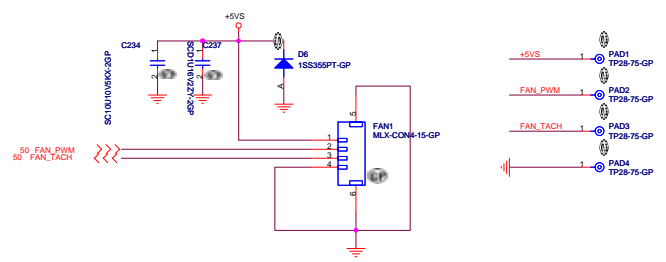 +5VS
C234
SC10U10V5KX-2GP
1
2
C237
SCD1U16V2ZY-2GP
1
2
D6
1SS355PT-GP
A
5
FAN1
MLX-CON4-15-GP
1
2
3
4
6
50 FAN_PWM
50 FAN_TACH
+5VS
1
PAD1
TP28-75-GP
FAN_PWM
1
PAD2
TP28-75-GP
FAN_TACH
1
PAD3
TP28-75-GP
1
PAD4
TP28-75-GP